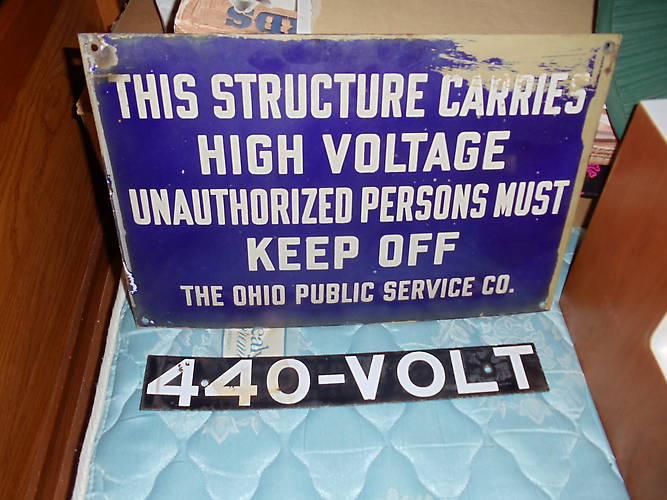 THIS STRUCTURE CARRIES
HIGH VOLTAGE
UNAUTHORIZED PERSONS MUST
KEEP OFF
THE OHIO PUBLIC SERVICE CO.
440-VOLT